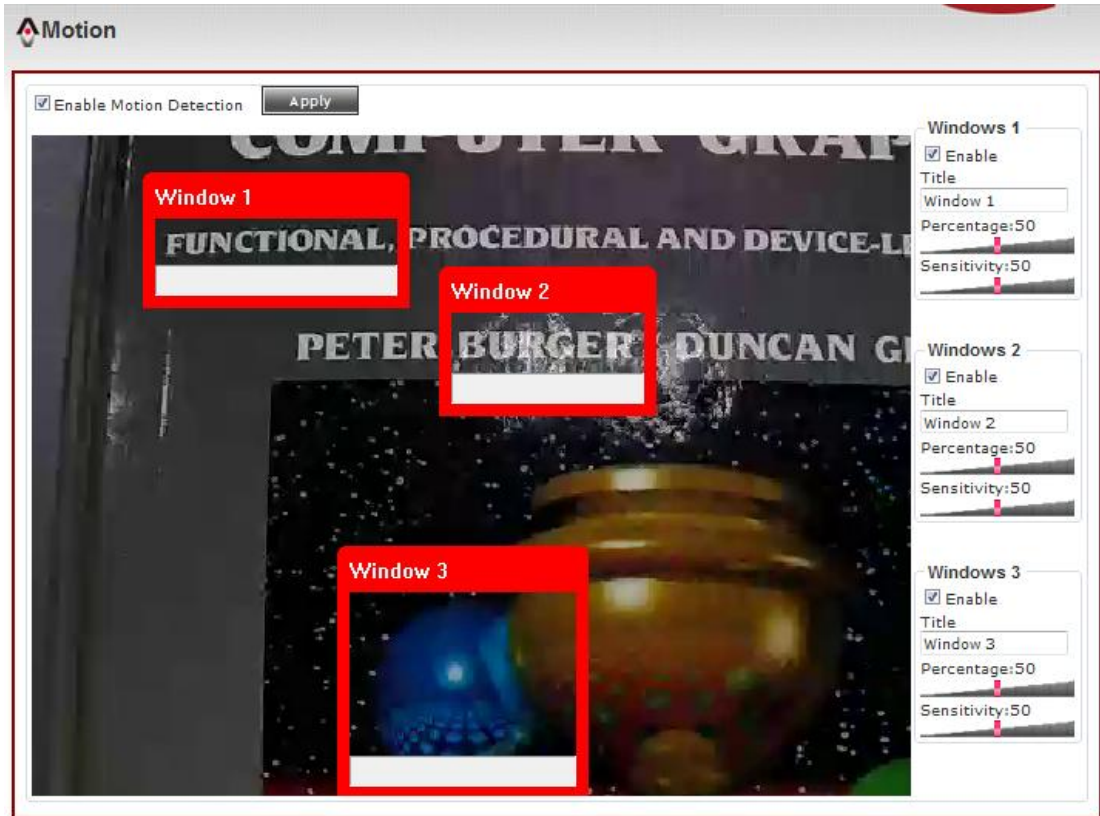 Motion
Enable Motion Detection
Apply
COMPUTER GRAP
FUNCTIONAL, PROCEDURAL AND DEVICE-LE
PETER BURGER DUNCAN GI
Window 1
Window 2
Window 3
Windows 1
Enable
Title
Window 1
Percentage:50
Sensitivity:50
Windows 2
Enable
Title
Window 2
Percentage:50
Sensitivity:50
Windows 3
Enable
Title
Window 3
Percentage:50
Sensitivity:50